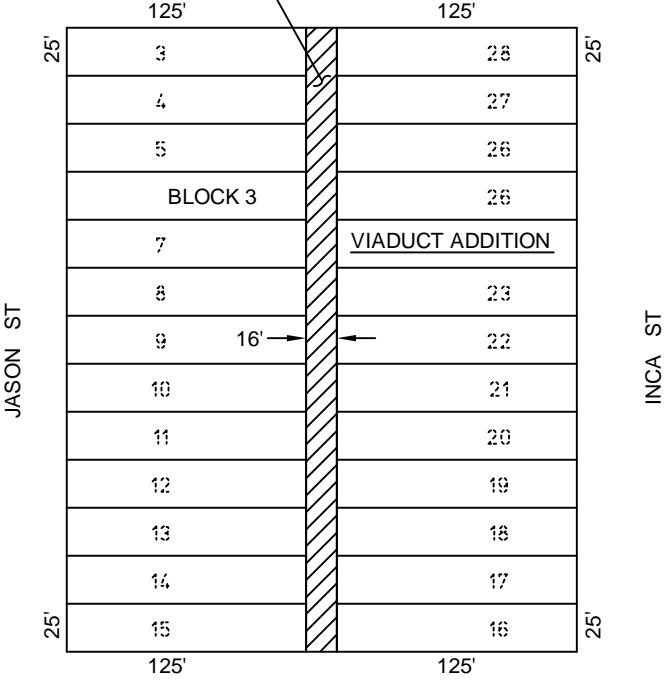 125' 125'
25' 3 28 25'
4 27
5 26
BLOCK 3 26
7 VIADUCT ADDITION
8 23
JASON ST
INCA ST
9 16' 22
10 21
11 20
12 19
13 18
14 17
25' 15 16 25'
125' 125'